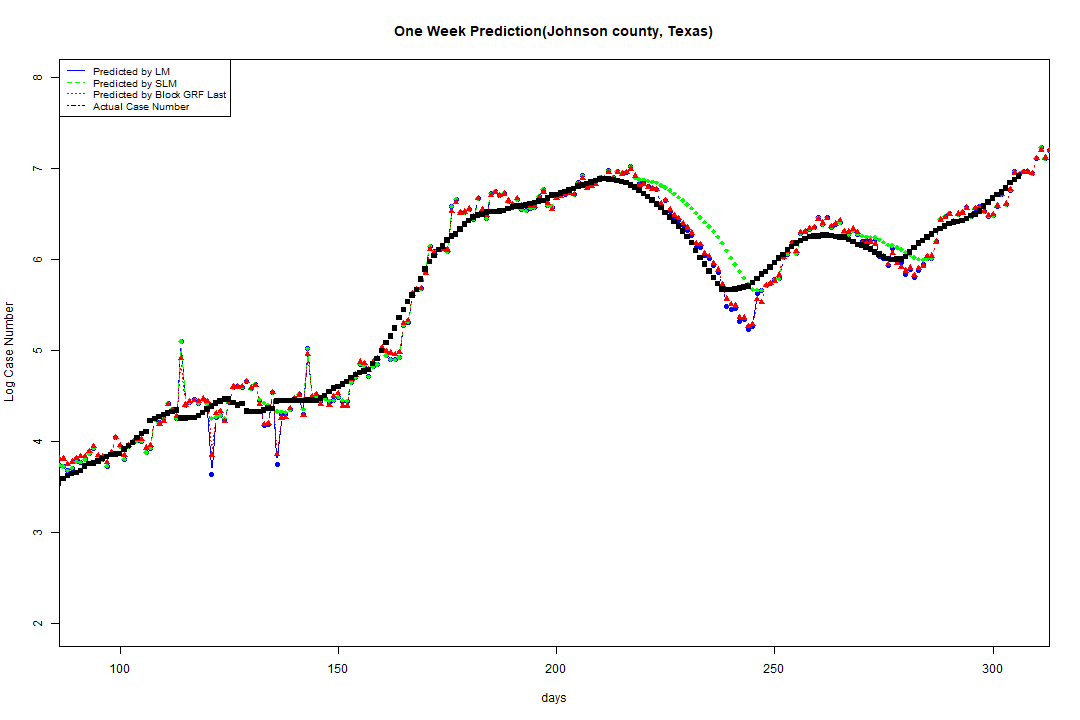 One Week Prediction(Johnson county, Texas)
Predicted by LM
Predicted by SLM
Predicted by Block GRF Last
Actual Case Number
8
7
6
5
4
3
2
Log Case Number
100 150 200 250 300
days